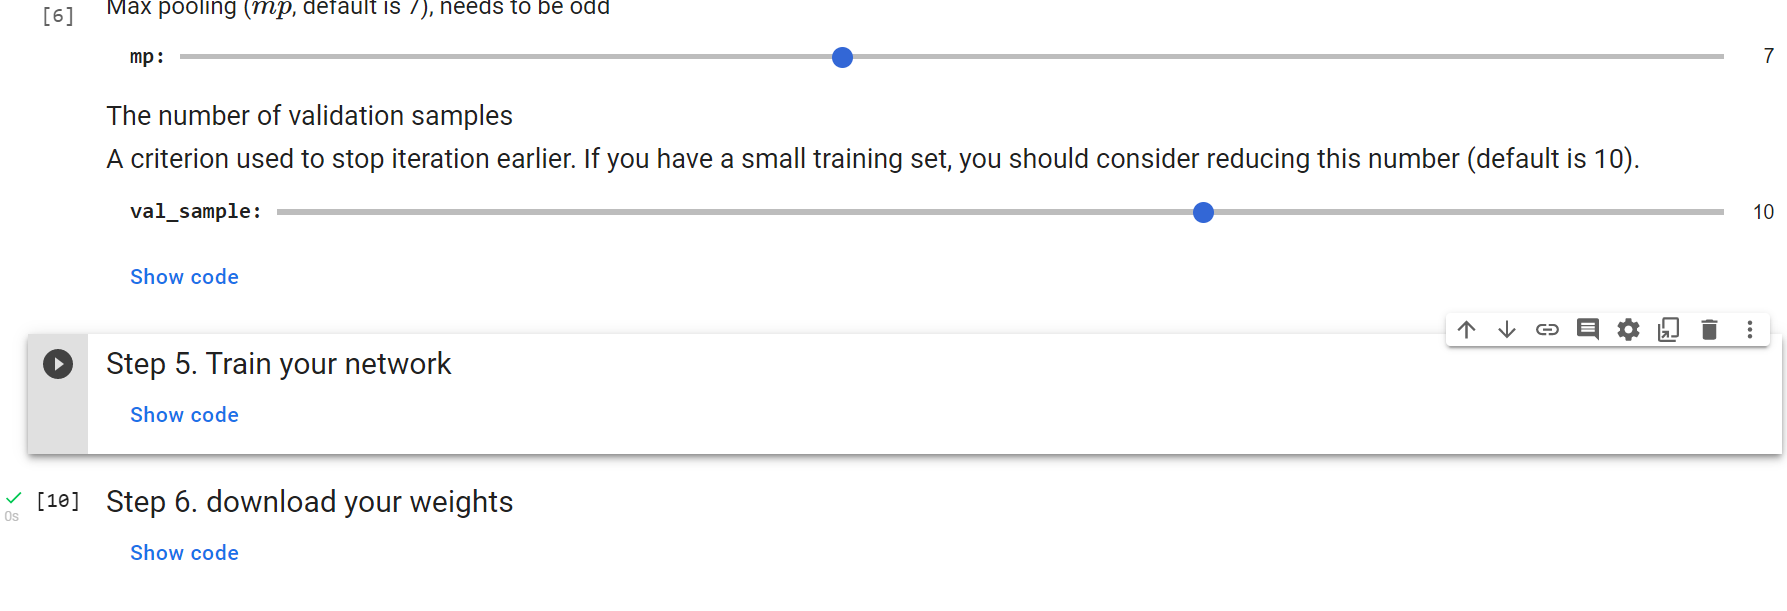 [6]
Max pooling (mp, default is 7), needs to be odd
mp: 7
The number of validation samples
A criterion used to stop iteration earlier. If you have a small training set, you should consider reducing this number (default is 10).
val_sample: 10
Show code
Step 5. Train your network
Show code
[10] Step 6. download your weights
0s
Show code